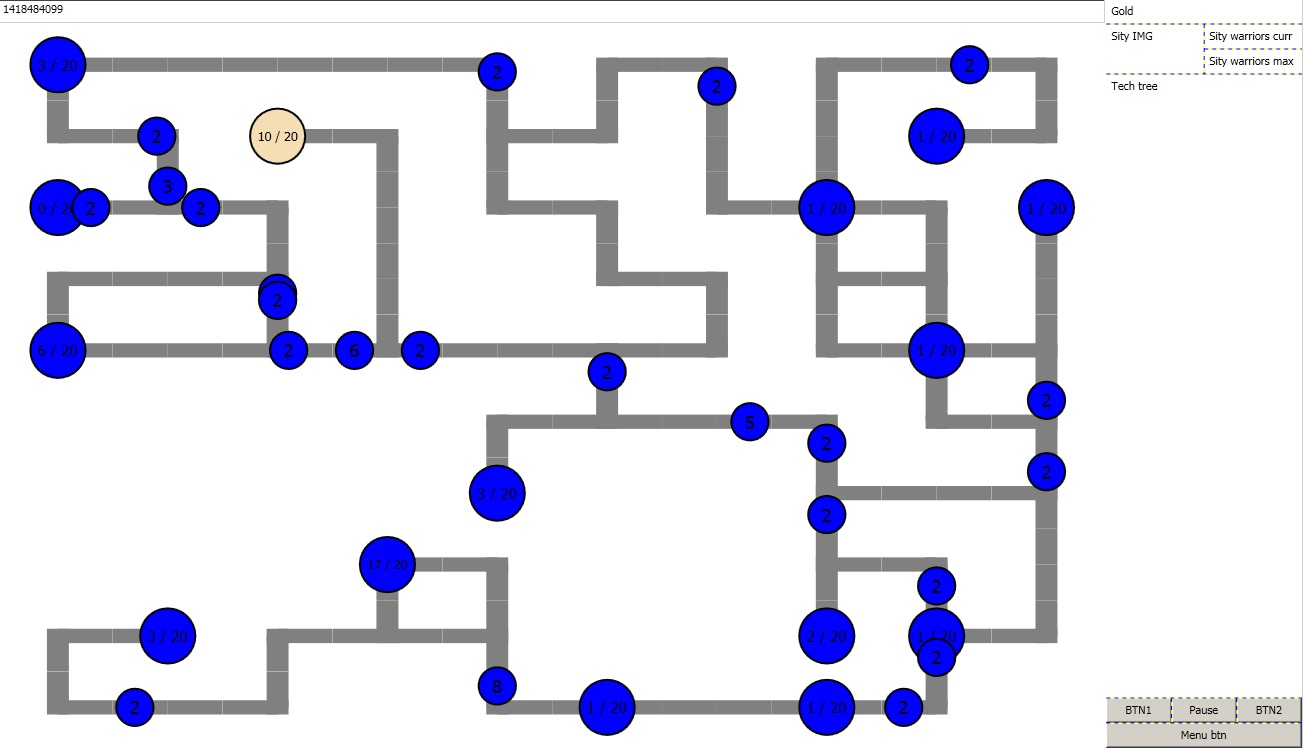 1418484099
Gold
Sity IMG
Sity warriors curr
Sity warriors max
Tech tree
3 / 20
2
2
2
2
10 / 20
1 / 20
3
2
2
1 / 20
1 / 20
2
6 / 20
2
6
2
1 / 20
2
2
5
2
2
3 / 20
2
17 / 20
2
3 / 20
2 / 20
1 / 20
2
8
2
1 / 20
1 / 20
2
BTN1
Pause
BTN2
Menu btn